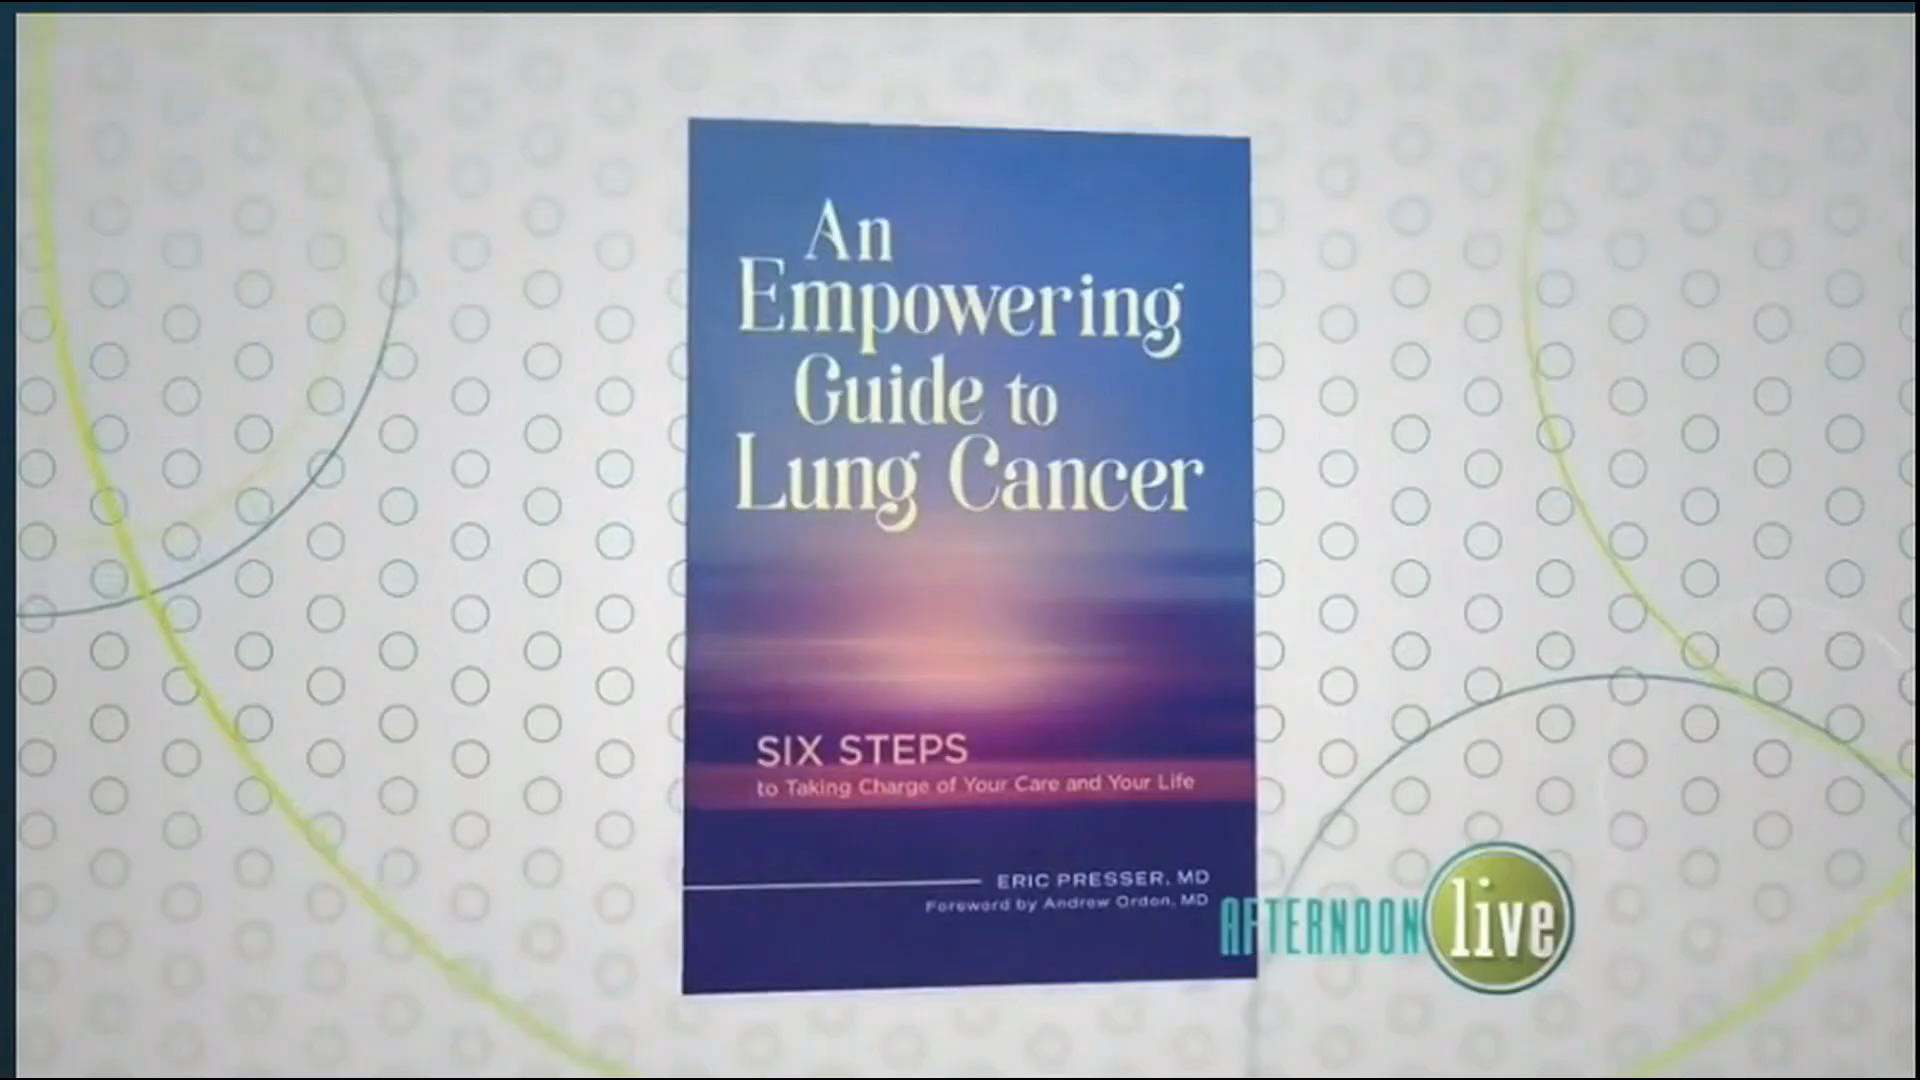 An
Empowering
Guide to
Lung Cancer
SIX STEPS
to Taking Charge of Your Care and Your Life
ERIC PRESSER, MD
Foreword by Andrew Ordon, MD
AFTERNOON live